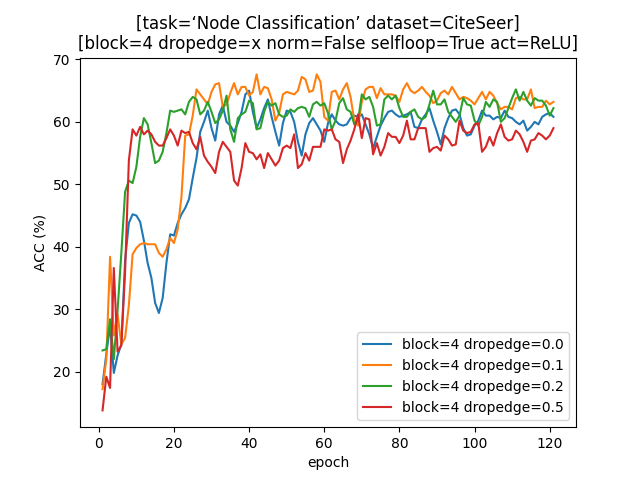 [task=‘Node Classification’ dataset=CiteSeer]
[block=4 dropedge=x norm=False selfloop=True act=ReLU]
70
60
50
40
30
20
ACC (%)
0 20 40 60 80 100 120
epoch
block=4 dropedge=0.0
block=4 dropedge=0.1
block=4 dropedge=0.2
block=4 dropedge=0.5